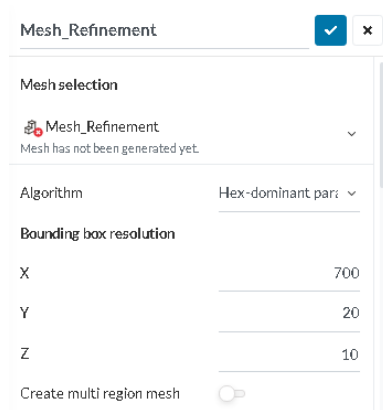 Mesh_Refinement
Mesh selection
Mesh_Refinement
Mesh has not been generated yet.
Algorithm Hex-dominant para
Bounding box resolution
X 700
Y 20
Z 10
Create multi region mesh